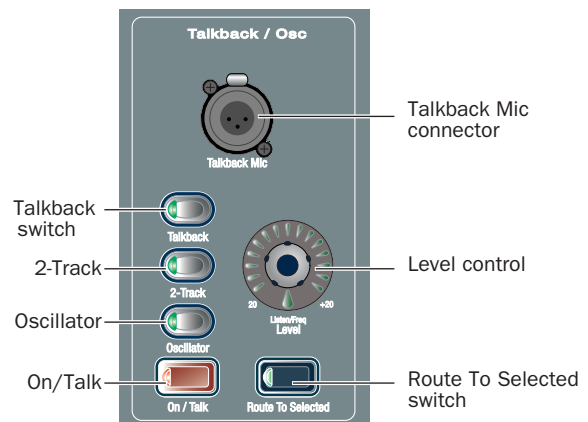 Talkback / Osc
Talkback Mic
connector
Talkback Mic
Talkback
switch
Talkback
2-Track
2-Track
Level control
20
+20
Listen/Freq
Level
Oscillator
Oscillator
On/Talk
On / Talk
Route To Selected
Route To Selected
switch